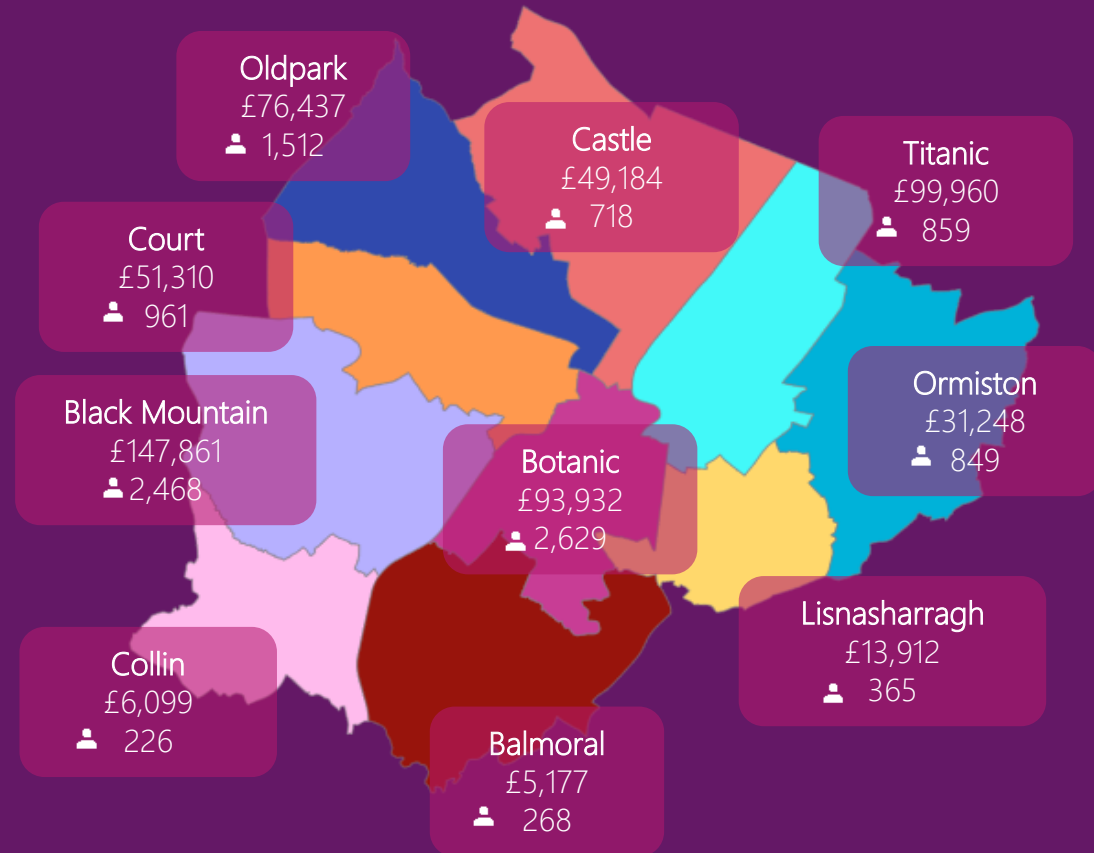 Oldpark
£76,437
1,512
Castle
£49,184
718
Titanic
£99,960
859
Court
£51,310
961
Ormiston
£31,248
849
Black Mountain
£147,861
2,468
Botanic
£93,932
2,629
Lisnasharragh
£13,912
365
Collin
£6,099
226
Balmoral
£5,177
268